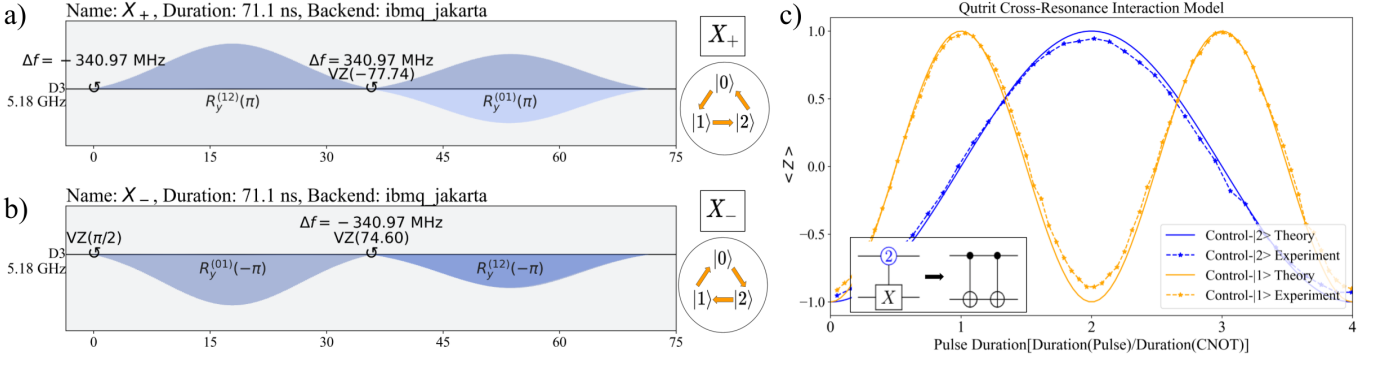 a)
Name: X+, Duration: 71.1 ns, Backend: ibmq_jakarta
Δf = − 340.97 MHz
Δf = 340.97 MHz
VZ(−77.74)
D3
5.18 GHz
R_y^(12)(π)
R_y^(01)(π)
0 15 30 45 60 75
X+
|0⟩
|1⟩ |2⟩
b)
Name: X−, Duration: 71.1 ns, Backend: ibmq_jakarta
Δf = − 340.97 MHz
VZ(π/2)
VZ(74.60)
D3
5.18 GHz
R_y^(01)(−π)
R_y^(12)(−π)
0 15 30 45 60 75
X−
|0⟩
|1⟩ |2⟩
c)
Qutrit Cross-Resonance Interaction Model
1.0
0.5
0.0
−0.5
−1.0
< Z >
Control-|2> Theory
Control-|2> Experiment
Control-|1> Theory
Control-|1> Experiment
2
X
0 1 2 3 4
Pulse Duration[Duration(Pulse)/Duration(CNOT)]